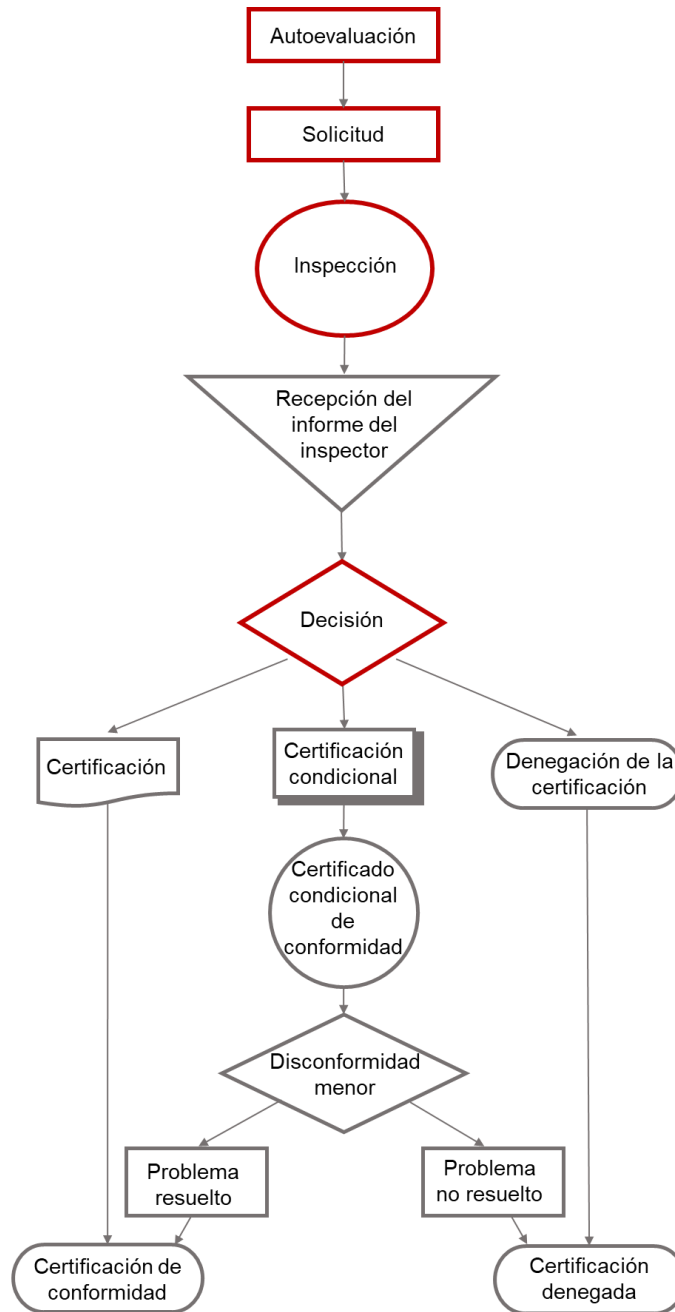 Autoevaluación
Solicitud
Inspección
Recepción del
informe del
inspector
Decisión
Certificación
Certificación
condicional
Denegación de la
certificación
Certificado
condicional
de
conformidad
Disconformidad
menor
Problema
resuelto
Problema
no resuelto
Certificación de
conformidad
Certificación
denegada